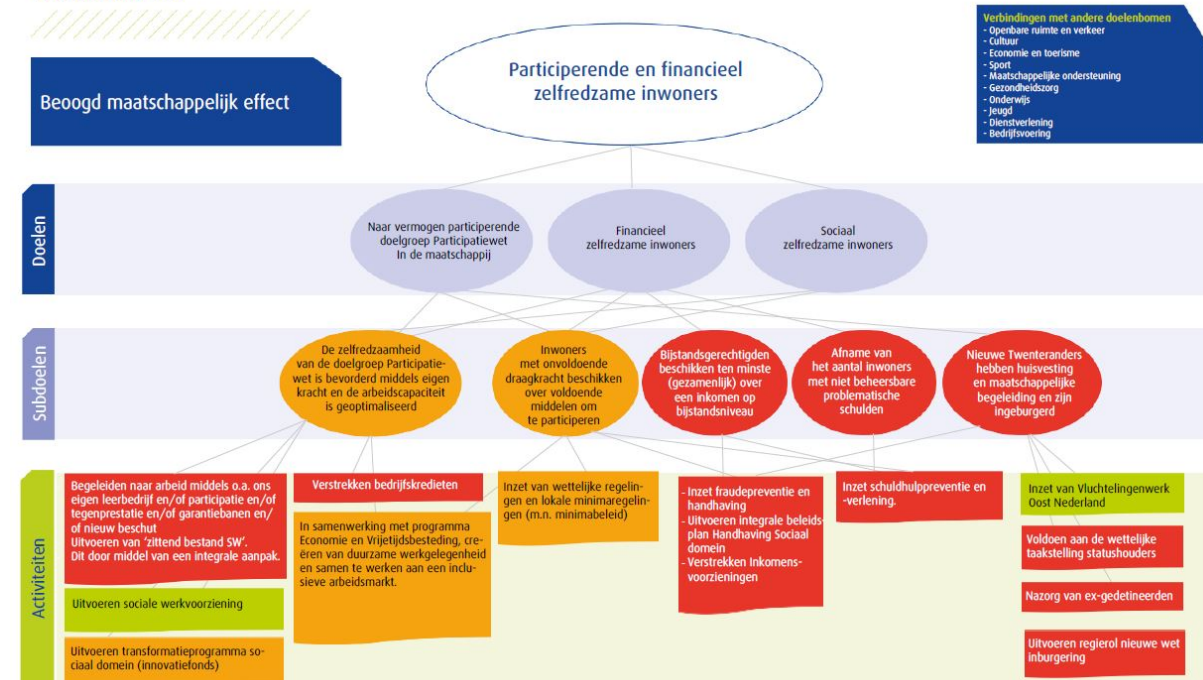 Beoogd maatschappelijk effect
Participerende en financieel
zelfredzame inwoners
Verbindingen met andere doelenbomen
- Openbare ruimte en verkeer
- Cultuur
- Economie en toerisme
- Sport
- Maatschappelijke ondersteuning
- Gezondheidszorg
- Onderwijs
- Jeugd
- Dienstverlening
- Bedrijfsvoering
Doelen
Naar vermogen participerende
doelgroep Participatiewet
In de maatschappij
Financieel
zelfredzame inwoners
Sociaal
zelfredzame inwoners
Subdoelen
De zelfredzaamheid
van de doelgroep Participatie-
wet is bevorderd middels eigen
kracht en de arbeidscapaciteit
is geoptimaliseerd
Inwoners
met onvoldoende
draagkracht beschikken
over voldoende
middelen om
te participeren
Bijstandsgerechtigden
beschikken ten minste
(gezamenlijk) over
een inkomen op
bijstandsniveau
Afname van
het aantal inwoners
met niet beheersbare
problematische
schulden
Nieuwe Twenteranders
hebben huisvesting
en maatschappelijke
begeleiding en zijn
ingeburgerd
Activiteiten
Begeleiden naar arbeid middels o.a. ons
eigen leerbedrijf en/of participatie en/of
tegenprestatie en/of garantiebanen en/
of nieuw beschut
Uitvoeren van ‘zittend bestand SW’.
Dit door middel van een integrale aanpak.
Uitvoeren sociale werkvoorziening
Uitvoeren transformatieprogramma so-
ciaal domein (innovatiefonds)
Verstrekken bedrijfskredieten
In samenwerking met programma
Economie en Vrijetijdsbesteding, cre-
ëren van duurzame werkgelegenheid
en samen te werken aan een inclu-
sieve arbeidsmarkt.
Inzet van wettelijke regelin-
gen en lokale minimaregelin-
gen (m.n. minimabeleid)
- Inzet fraudepreventie en
handhaving
- Uitvoeren integrale beleids-
plan Handhaving Sociaal
domein
- Verstrekken Inkomens-
voorzieningen
Inzet schuldhulppreventie en
-verlening.
Inzet van Vluchtelingenwerk
Oost Nederland
Voldoen aan de wettelijke
taakstelling statushouders
Nazorg van ex-gedetineerden
Uitvoeren regierol nieuwe wet
inburgering